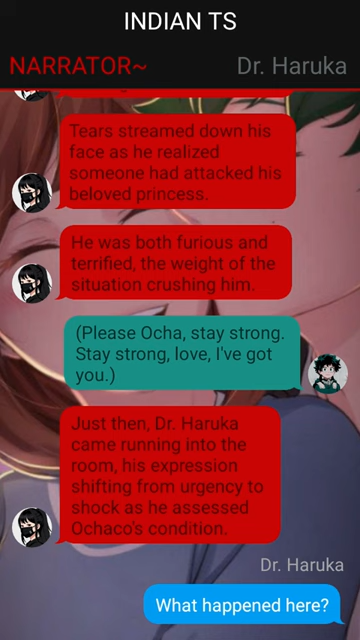 INDIAN TS
NARRATOR~ Dr. Haruka
Tears streamed down his
face as he realized
someone had attacked his
beloved princess.
He was both furious and
terrified, the weight of the
situation crushing him.
(Please Ocha, stay strong.
Stay strong, love, I've got
you.)
Just then, Dr. Haruka
came running into the
room, his expression
shifting from urgency to
shock as he assessed
Ochaco's condition.
Dr. Haruka
What happened here?